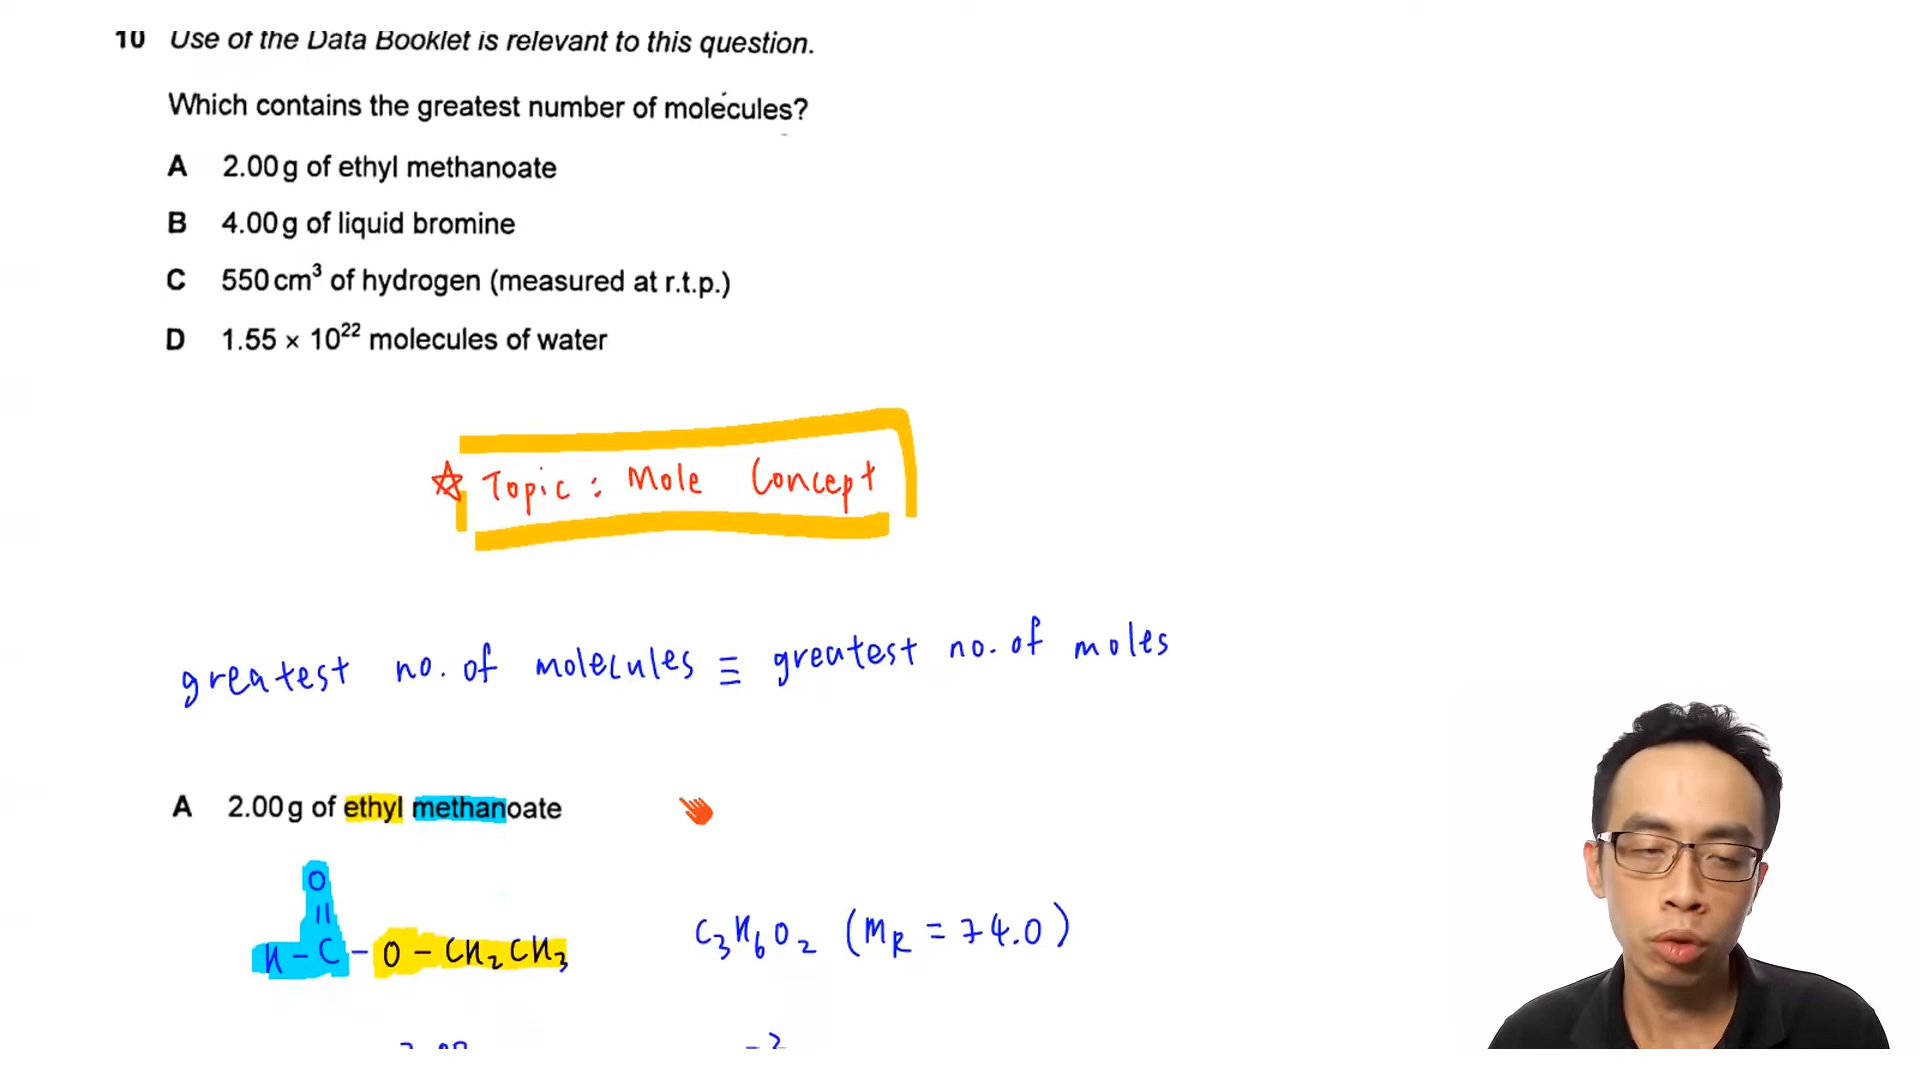 10 Use of the Data Booklet is relevant to this question.
Which contains the greatest number of molecules?
A 2.00 g of ethyl methanoate
B 4.00 g of liquid bromine
C 550 cm³ of hydrogen (measured at r.t.p.)
D 1.55 × 10²² molecules of water
☆ Topic : Mole Concept
greatest no. of molecules ≡ greatest no. of moles
A 2.00 g of ethyl methanoate
O
||
H – C – O – CH₂CH₃
C₃H₆O₂ (MR = 74.0)